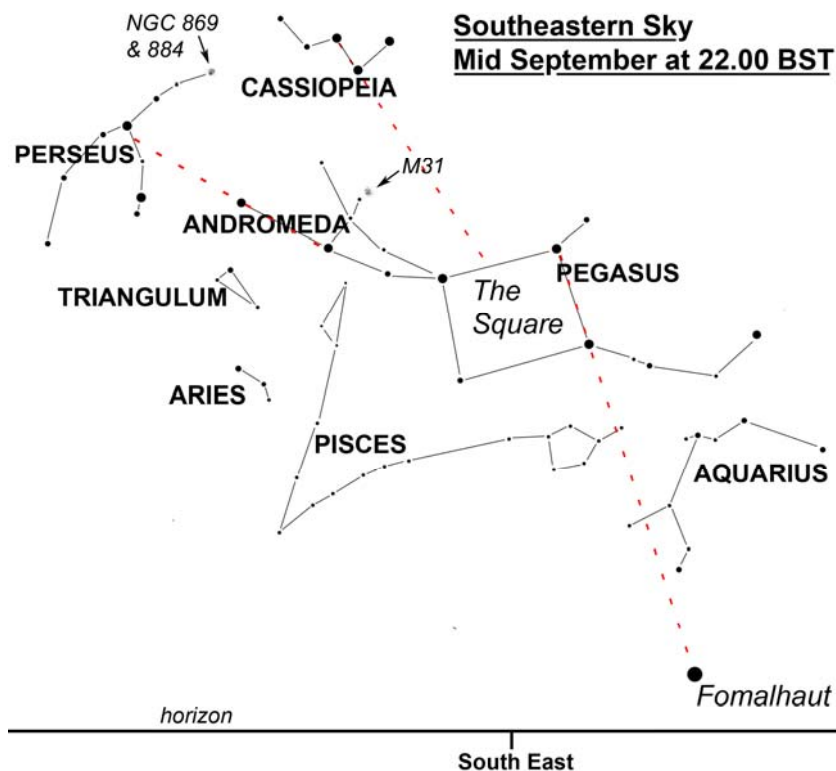 Southeastern Sky
Mid September at 22.00 BST
NGC 869
& 884
CASSIOPEIA
PERSEUS
M31
ANDROMEDA
PEGASUS
The
Square
TRIANGULUM
ARIES
PISCES
AQUARIUS
Fomalhaut
horizon
South East